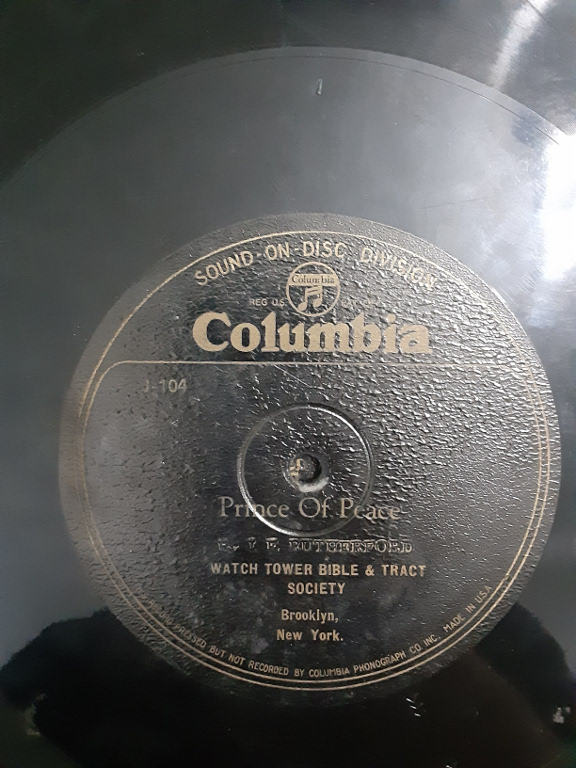 SOUND-ON-DISC DIVISION
Columbia
REG U.S.
Columbia
J-104
Prince Of Peace
RUTHERFORD
WATCH TOWER BIBLE & TRACT
SOCIETY
Brooklyn,
New York.
PRESSED BUT NOT RECORDED BY COLUMBIA PHONOGRAPH CO INC. MADE IN U.S.A